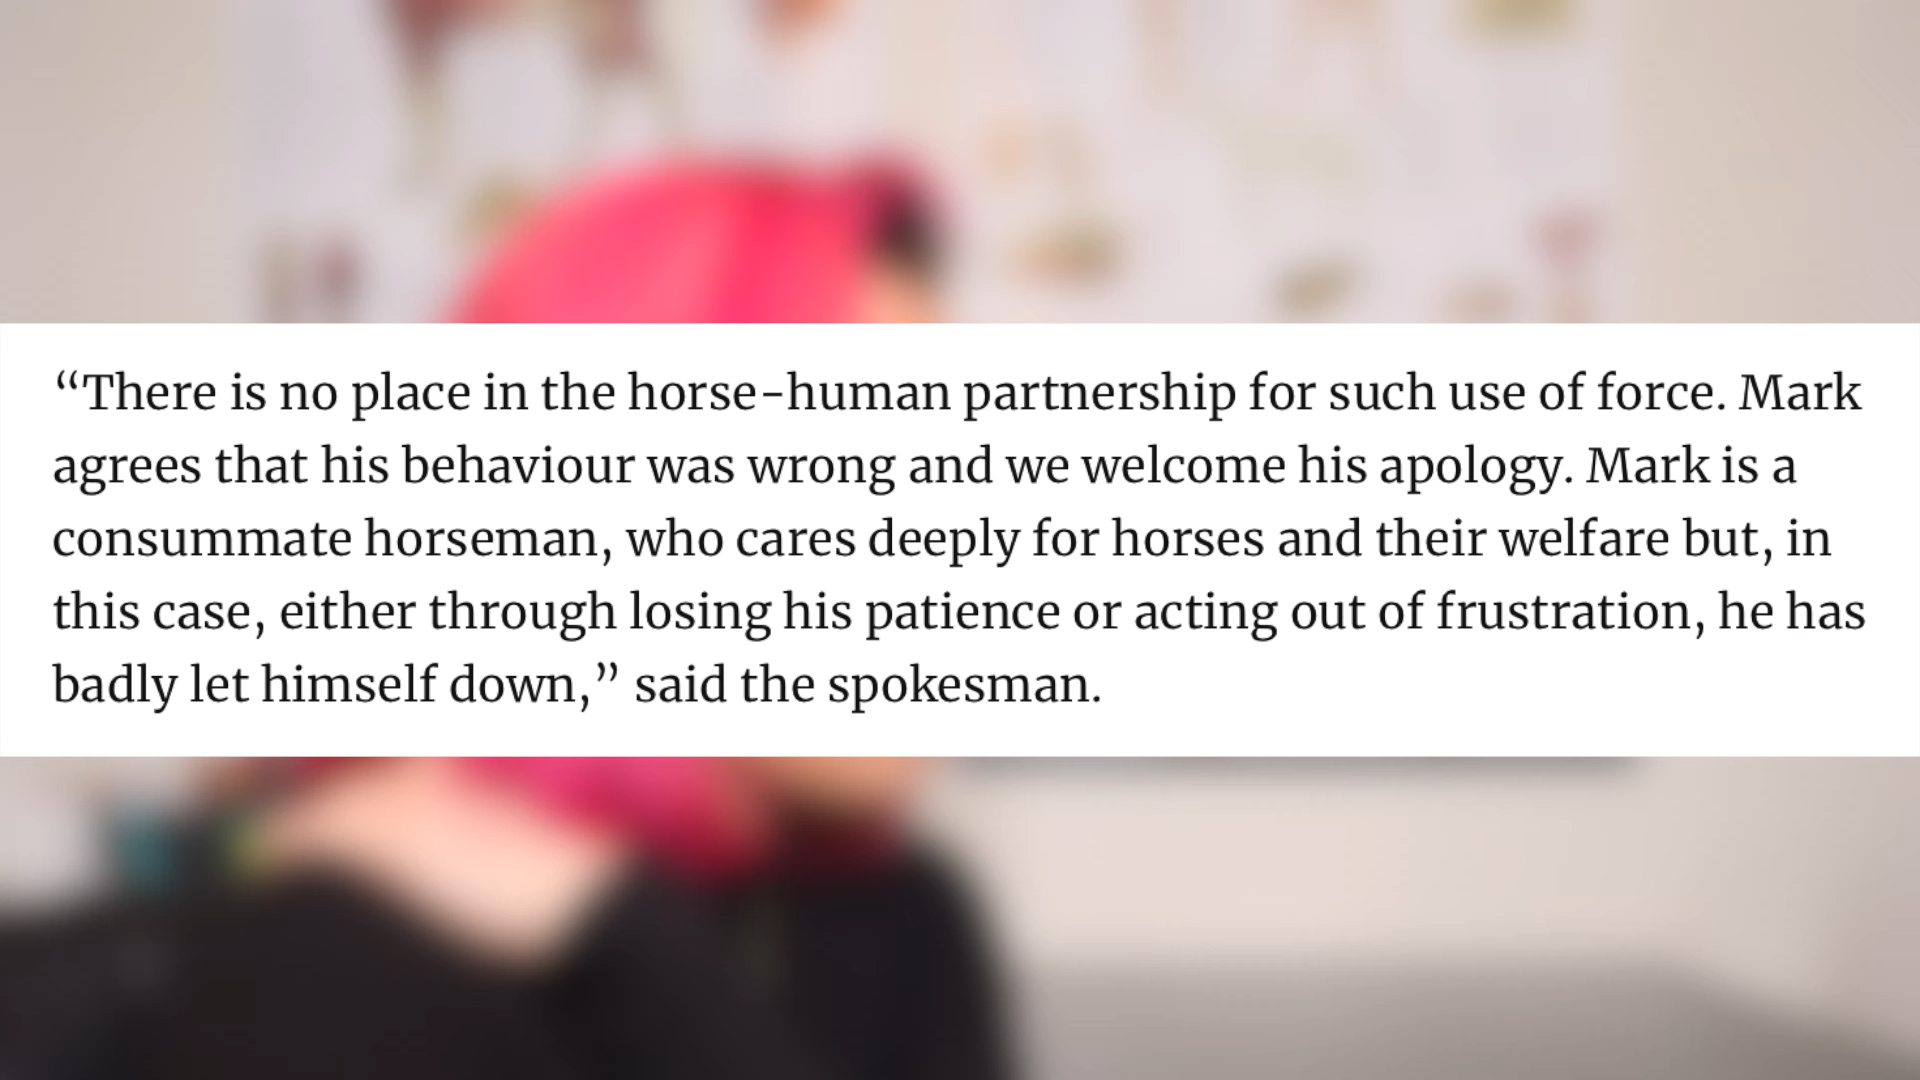 “There is no place in the horse-human partnership for such use of force. Mark
agrees that his behaviour was wrong and we welcome his apology. Mark is a
consummate horseman, who cares deeply for horses and their welfare but, in
this case, either through losing his patience or acting out of frustration, he has
badly let himself down,” said the spokesman.